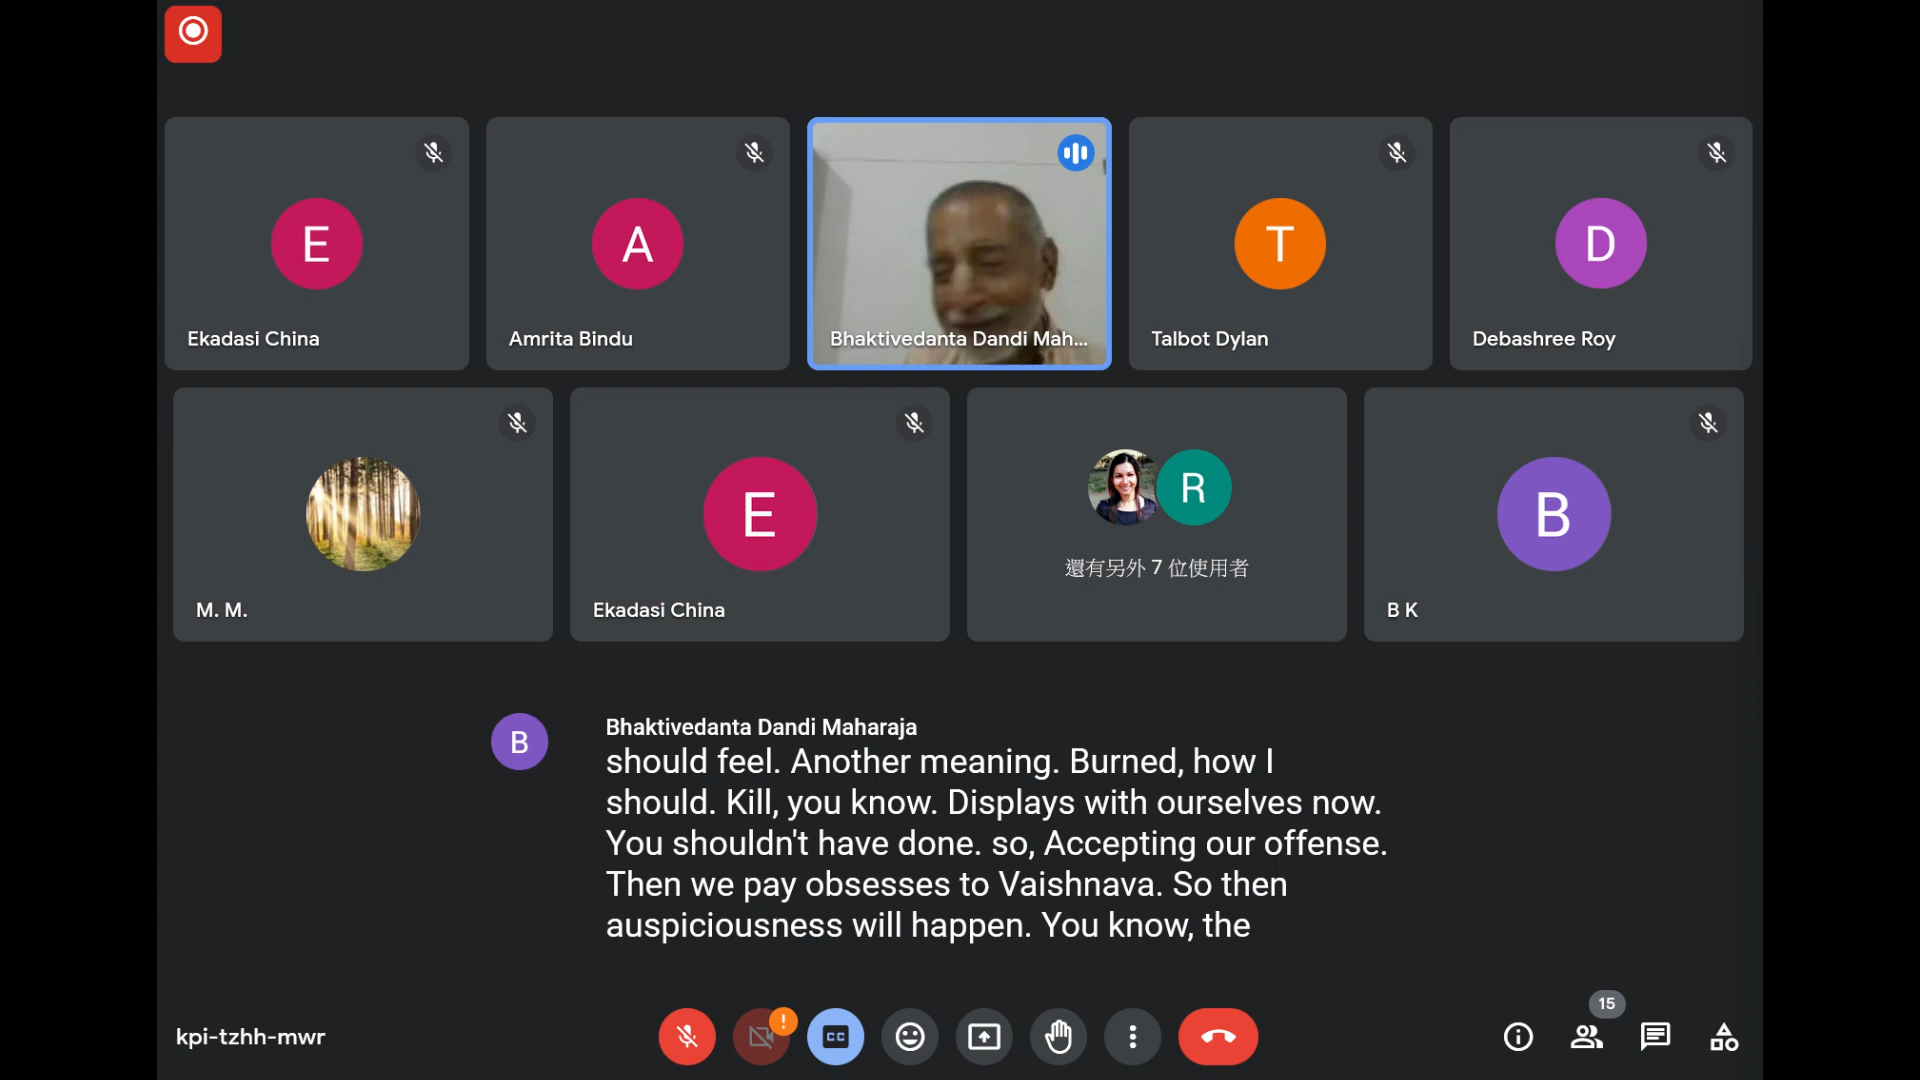 E
Ekadasi China
A
Amrita Bindu
Bhaktivedanta Dandi Mah...
T
Talbot Dylan
D
Debashree Roy
M. M.
E
Ekadasi China
R
還有另外 7 位使用者
B
B K
B
Bhaktivedanta Dandi Maharaja
should feel. Another meaning. Burned, how I
should. Kill, you know. Displays with ourselves now.
You shouldn't have done. so, Accepting our offense.
Then we pay obsesses to Vaishnava. So then
auspiciousness will happen. You know, the
kpi-tzhh-mwr
!
CC
15